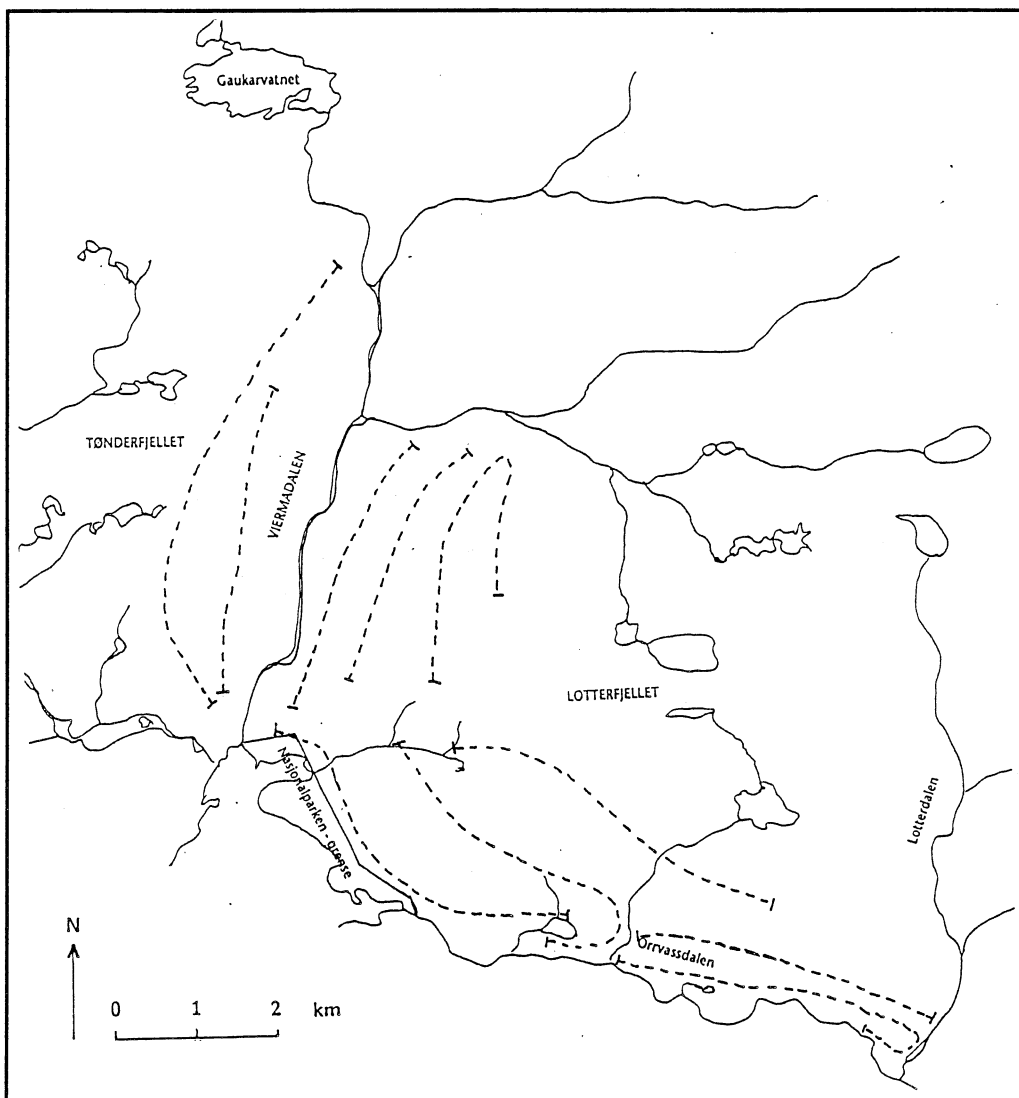 Gaukarvatnet
TØNDERFJELLET
VIERMADALEN
LOTTERFJELLET
Nasjonalparken - grense
Lotterdalen
Orrvassdalen
N
0 1 2 km